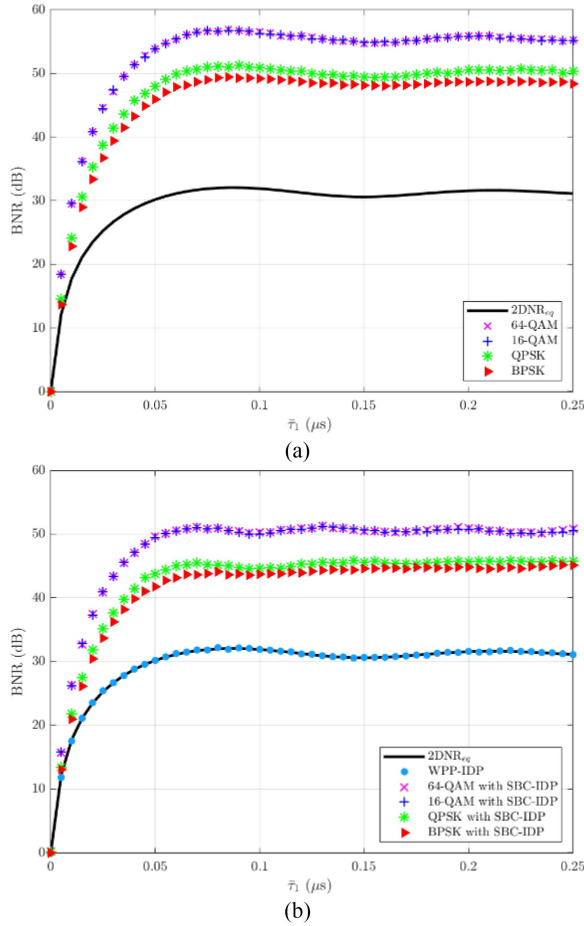 60
50
40
30
20
10
0
BNR (dB)
2DNReq
64-QAM
16-QAM
QPSK
BPSK
0 0.05 0.1 0.15 0.2 0.25
τ̄₁ (μs)
(a)
60
50
40
30
20
10
0
BNR (dB)
2DNReq
WPP-IDP
64-QAM with SBC-IDP
16-QAM with SBC-IDP
QPSK with SBC-IDP
BPSK with SBC-IDP
0 0.05 0.1 0.15 0.2 0.25
τ̄₁ (μs)
(b)